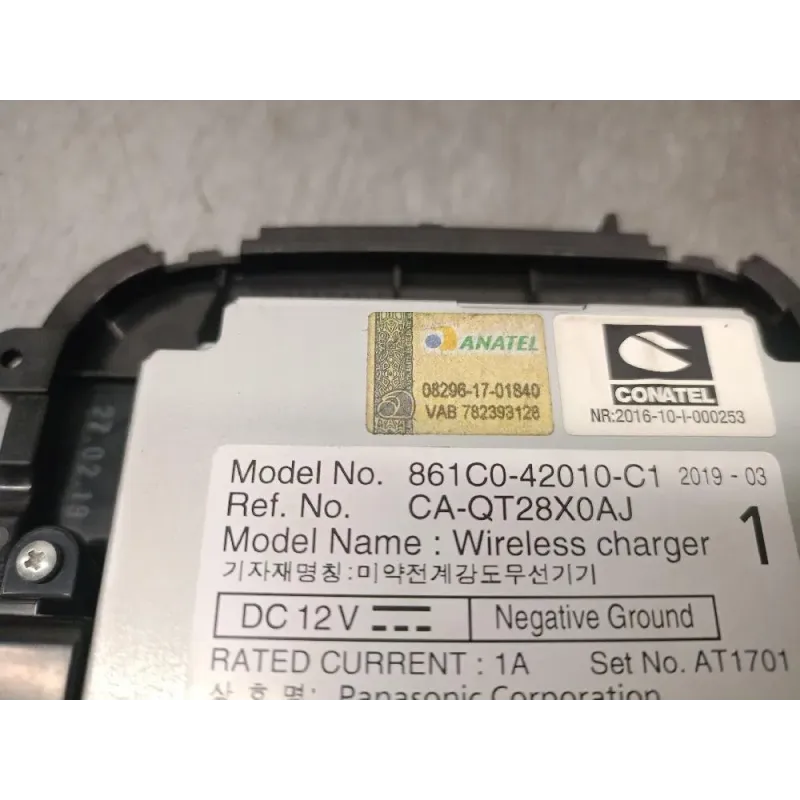 ANATEL
08296-17-01840
VAB 782393128
CONATEL
NR:2016-10-I-000253
27.02.19
Model No. 861C0-42010-C1 2019 - 03
Ref. No. CA-QT28X0AJ
1
Model Name : Wireless charger
기자재명칭:미약전계강도무선기기
DC 12V
Negative Ground
RATED CURRENT : 1A Set No. AT1701
상 호 명: Panasonic Corporation